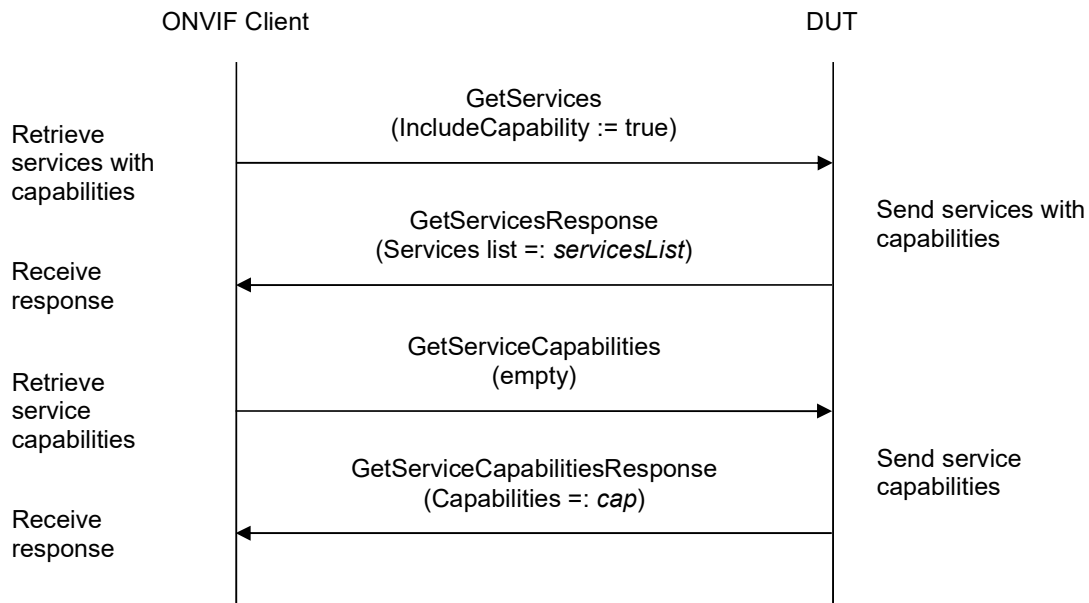 ONVIF Client
DUT
GetServices
(IncludeCapability := true)
Retrieve
services with
capabilities
GetServicesResponse
(Services list =: servicesList)
Send services with
capabilities
Receive
response
GetServiceCapabilities
(empty)
Retrieve
service
capabilities
GetServiceCapabilitiesResponse
(Capabilities =: cap)
Send service
capabilities
Receive
response